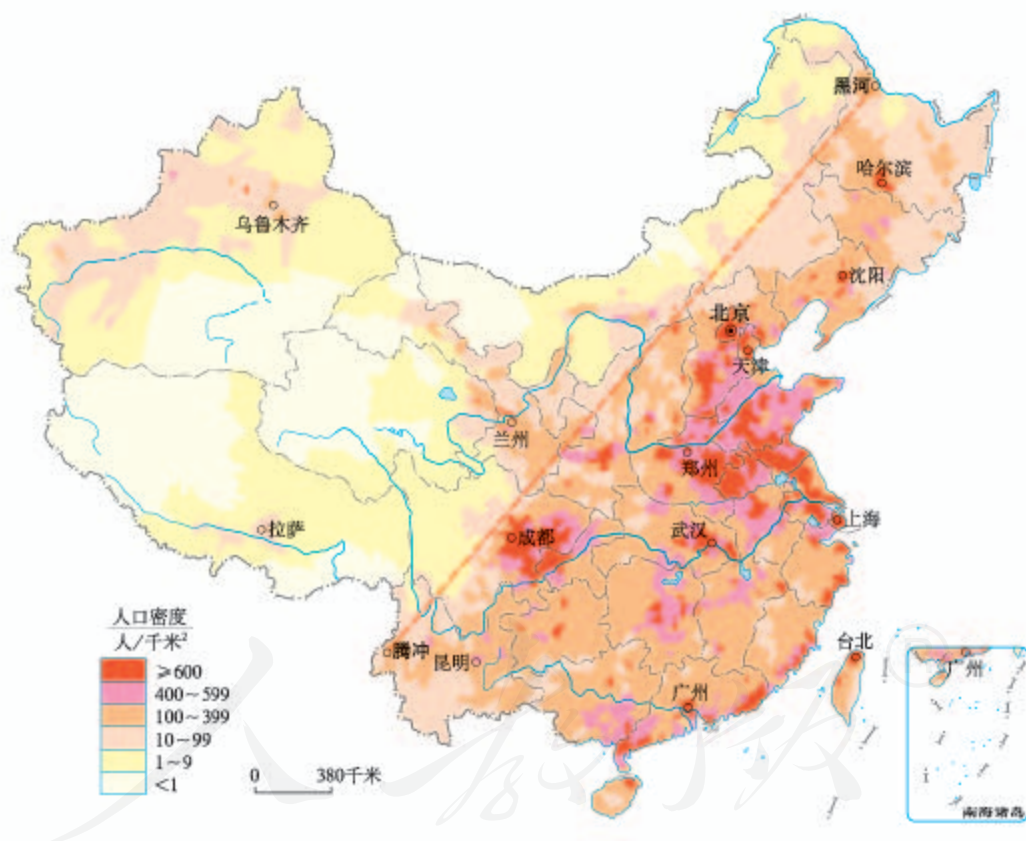 黑河
哈尔滨
乌鲁木齐
沈阳
北京
天津
兰州
郑州
拉萨
成都
武汉
上海
人口密度
人/千米²
≥600
400～599
100～399
10～99
1～9
<1
腾冲
昆明
广州
台北
0
380千米
广州
南海诸岛
人教版